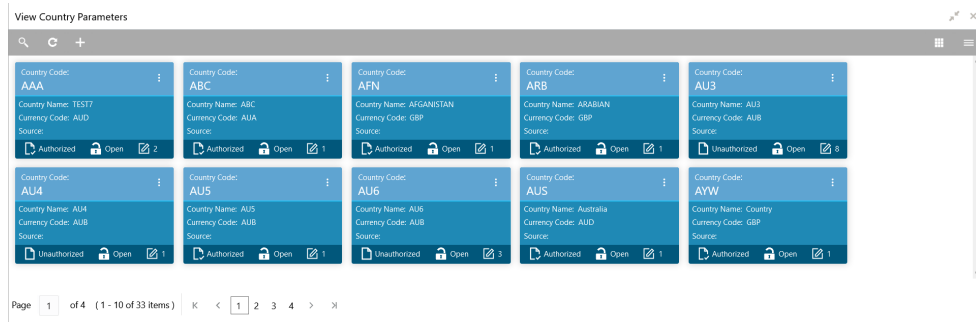 View Country Parameters
Country Code:
AAA
Country Name: TEST7
Currency Code: AUD
Source:
Authorized Open 2
Country Code:
ABC
Country Name: ABC
Currency Code: AUA
Source:
Authorized Open 1
Country Code:
AFN
Country Name: AFGANISTAN
Currency Code: GBP
Source:
Authorized Open 1
Country Code:
ARB
Country Name: ARABIAN
Currency Code: GBP
Source:
Authorized Open 1
Country Code:
AU3
Country Name: AU3
Currency Code: AUB
Source:
Unauthorized Open 8
Country Code:
AU4
Country Name: AU4
Currency Code: AUB
Source:
Unauthorized Open 1
Country Code:
AU5
Country Name: AU5
Currency Code: AUB
Source:
Authorized Open 1
Country Code:
AU6
Country Name: AU6
Currency Code: AUB
Source:
Unauthorized Open 3
Country Code:
AUS
Country Name: Australia
Currency Code: AUD
Source:
Authorized Open 1
Country Code:
AYW
Country Name: Country
Currency Code: GBP
Source:
Authorized Open 1
Page 1 of 4 (1 - 10 of 33 items) 1 2 3 4